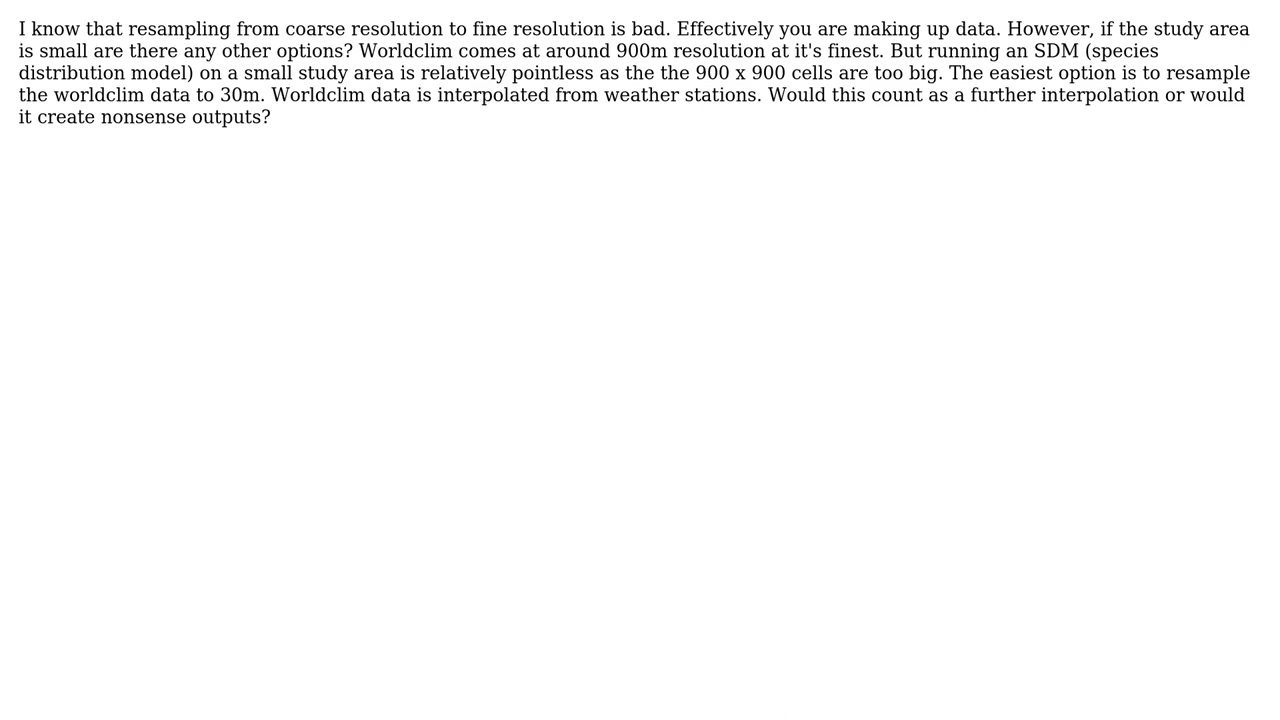 I know that resampling from coarse resolution to fine resolution is bad. Effectively you are making up data. However, if the study area
is small are there any other options? Worldclim comes at around 900m resolution at it's finest. But running an SDM (species
distribution model) on a small study area is relatively pointless as the the 900 x 900 cells are too big. The easiest option is to resample
the worldclim data to 30m. Worldclim data is interpolated from weather stations. Would this count as a further interpolation or would
it create nonsense outputs?